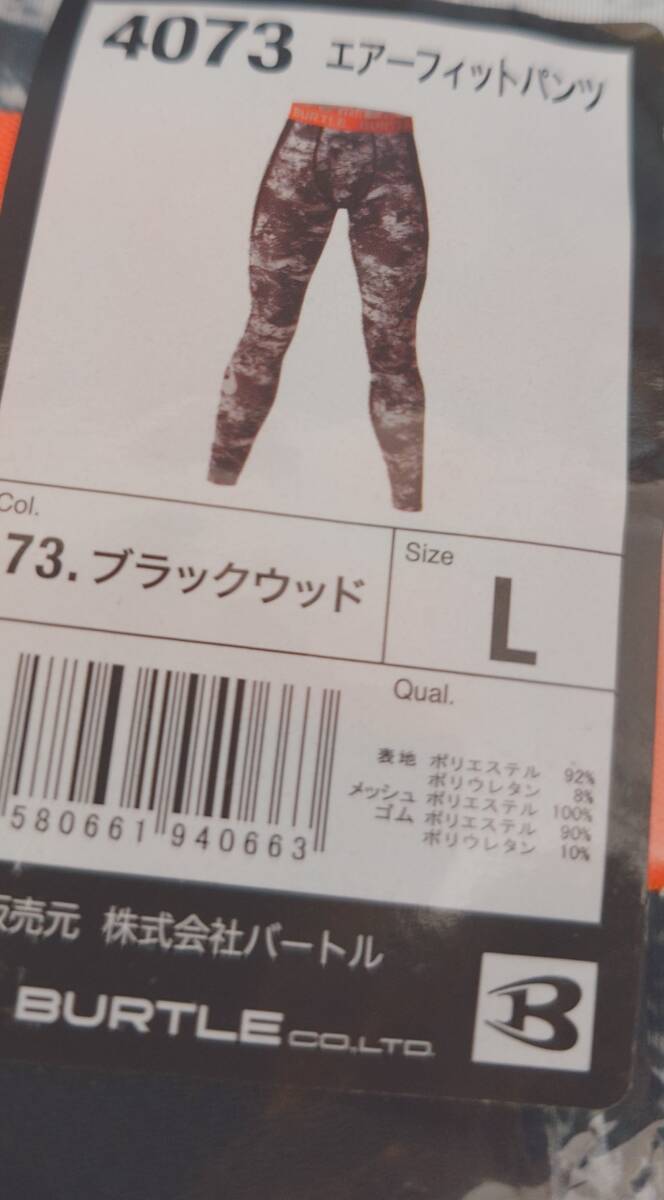 4073 エアーフィットパンツ
BURTLE BURTLE
Col.
73.ブラックウッド
Size
L
Qual.
表地 ポリエステル 92%
ポリウレタン 8%
メッシュ ポリエステル 100%
ゴム ポリエステル 90%
ポリウレタン 10%
580661 940663
販売元 株式会社バートル
BURTLE CO.,LTD.
B